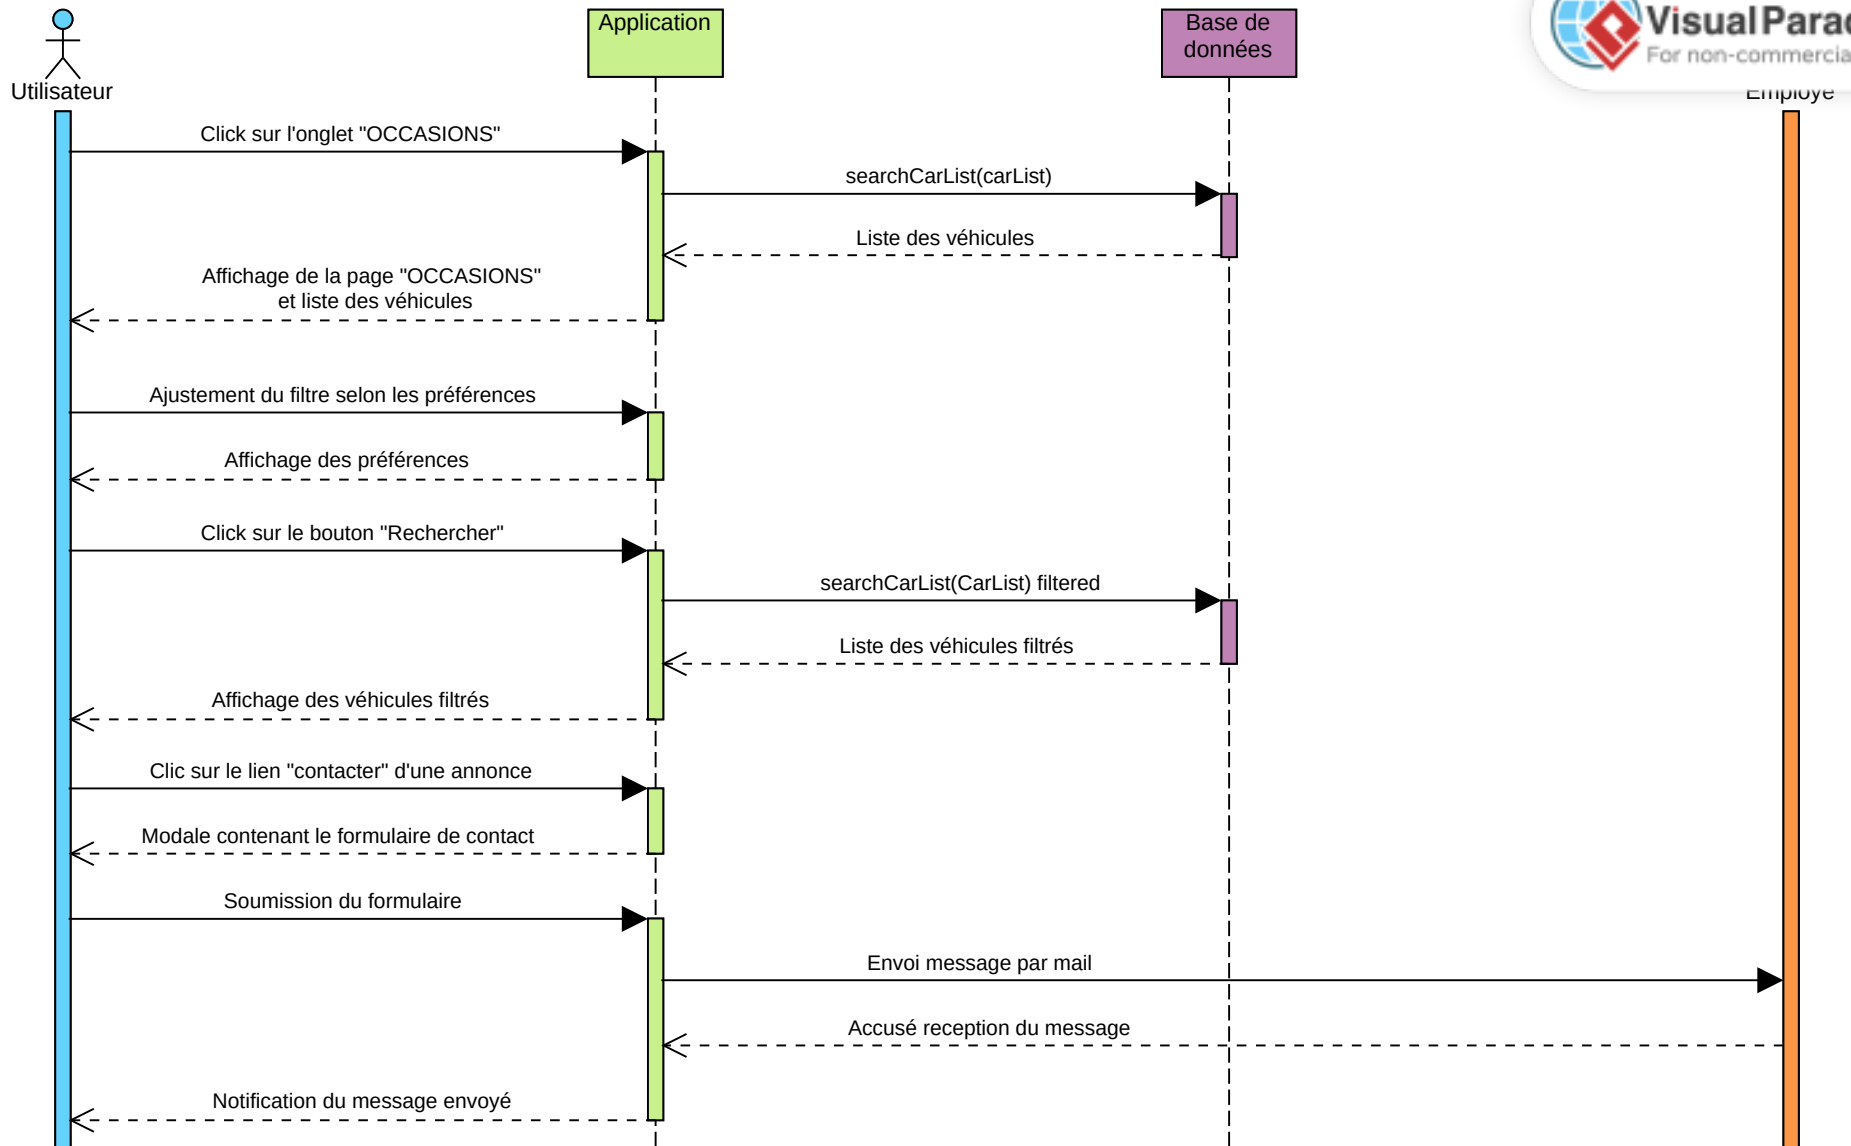 Application
Base de
données
Visual Parad
For non-commercia
Utilisateur
Employé
Click sur l'onglet "OCCASIONS"
searchCarList(carList)
Liste des véhicules
Affichage de la page "OCCASIONS"
et liste des véhicules
Ajustement du filtre selon les préférences
Affichage des préférences
Click sur le bouton "Rechercher"
searchCarList(CarList) filtered
Liste des véhicules filtrés
Affichage des véhicules filtrés
Clic sur le lien "contacter" d'une annonce
Modale contenant le formulaire de contact
Soumission du formulaire
Envoi message par mail
Accusé reception du message
Notification du message envoyé